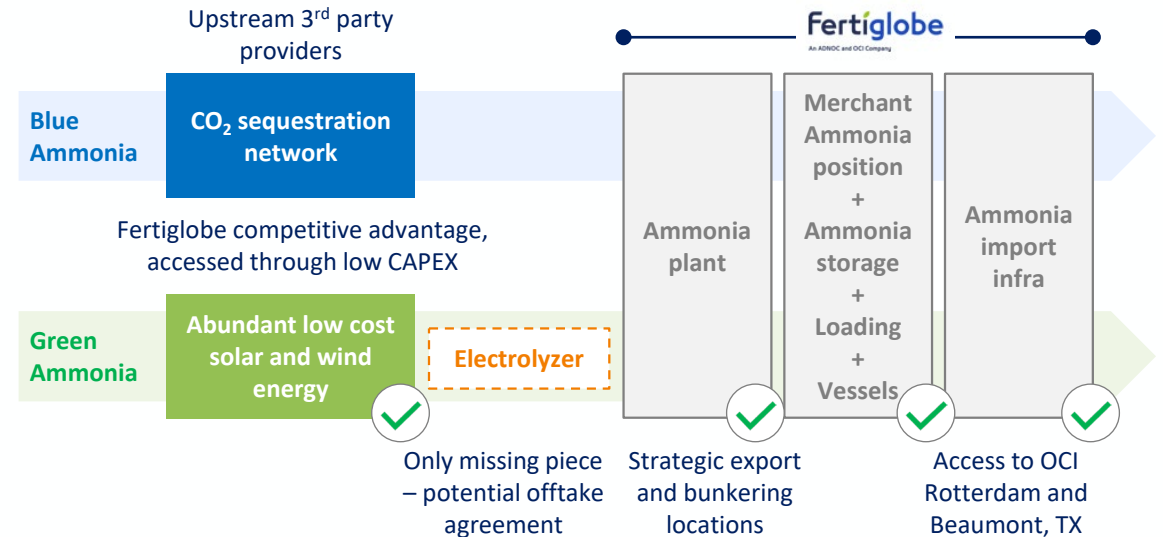 Upstream 3rd party
providers
Fertiglobe
An ADNOC and OCI Company
Blue
Ammonia
CO2 sequestration
network
Fertiglobe competitive advantage,
accessed through low CAPEX
Green
Ammonia
Abundant low cost
solar and wind
energy
Electrolyzer
Ammonia
plant
Merchant
Ammonia
position
+
Ammonia
storage
+
Loading
+
Vessels
Ammonia
import
infra
Only missing piece
– potential offtake
agreement
Strategic export
and bunkering
locations
Access to OCI
Rotterdam and
Beaumont, TX